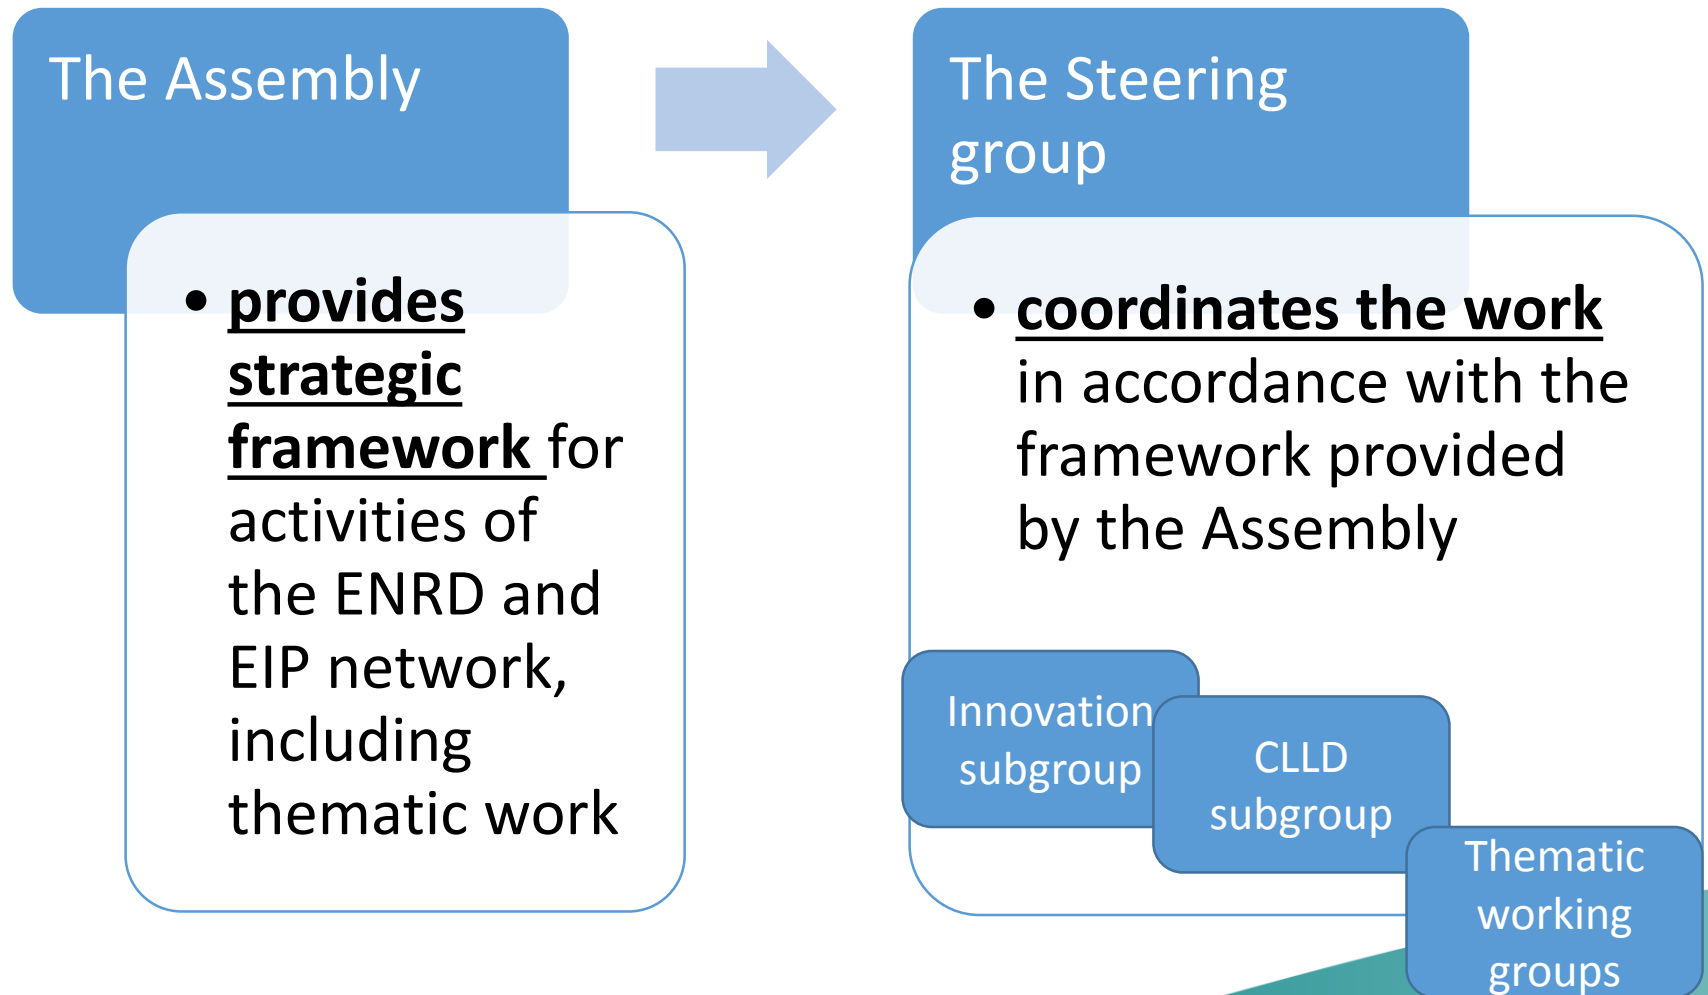 The Assembly
• provides
strategic
framework for
activities of
the ENRD and
EIP network,
including
thematic work
The Steering
group
• coordinates the work
in accordance with the
framework provided
by the Assembly
Innovation
subgroup
CLLD
subgroup
Thematic
working
groups